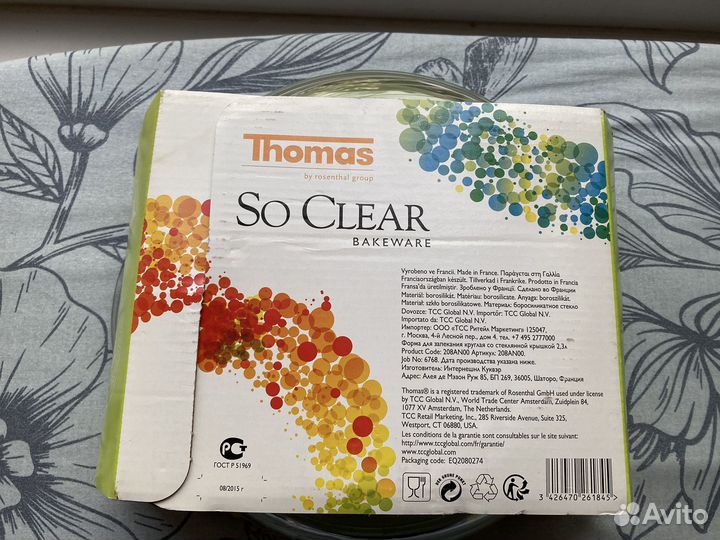 Thomas
by rosenthal group
SO CLEAR
BAKEWARE
Vyrobeno ve Francii. Made in France. Παράγεται στη Γαλλία
Franciaországban készült. Tillverkad i Frankrike. Prodotto in Francia
Fransa'da üretilmiştir. Зроблено у Франції. Сделано во Франции
Materiál: borosilikát. Matériau: borosilicate. Anyag: boroszilikát.
Materiał: szkło borosilikatowe. Материал: боросиликатное стекло
Dovozce: TCC Global N.V. Importőr: TCC Global N.V.
Importato da: TCC Global N.V.
Импортер: ООО «ТСС Ритейл Маркетинг» 125047,
г. Москва, 4-й Лесной пер., дом 4. тел. +7 495 2777000
Форма для запекания круглая со стеклянной крышкой 2,3л
Product Code: 208AN00 Артикул: 208AN00.
Job No: 6768. Дата производства указана ниже.
Изготовитель: Интернешнл Куквэр
Адрес: Алея де Мэзон Руж 85, БП 269, 36005, Шаторо, Франция
Thomas® is a registered trademark of Rosenthal GmbH used under license
by TCC Global N.V., World Trade Center Amsterdam, Zuidplein 84,
1077 XV Amsterdam, The Netherlands.
TCC Retail Marketing, Inc., 285 Riverside Avenue, Suite 325,
Westport, CT 06880, USA.
Les conditions de la garantie sont consultables sur le site suivant:
http://www.tccglobal.com/fr/garantie/
www.tccglobal.com
Packaging code: EQ2080274
ГОСТ Р 51969
08/2015 г
3 426470 261845
Avito